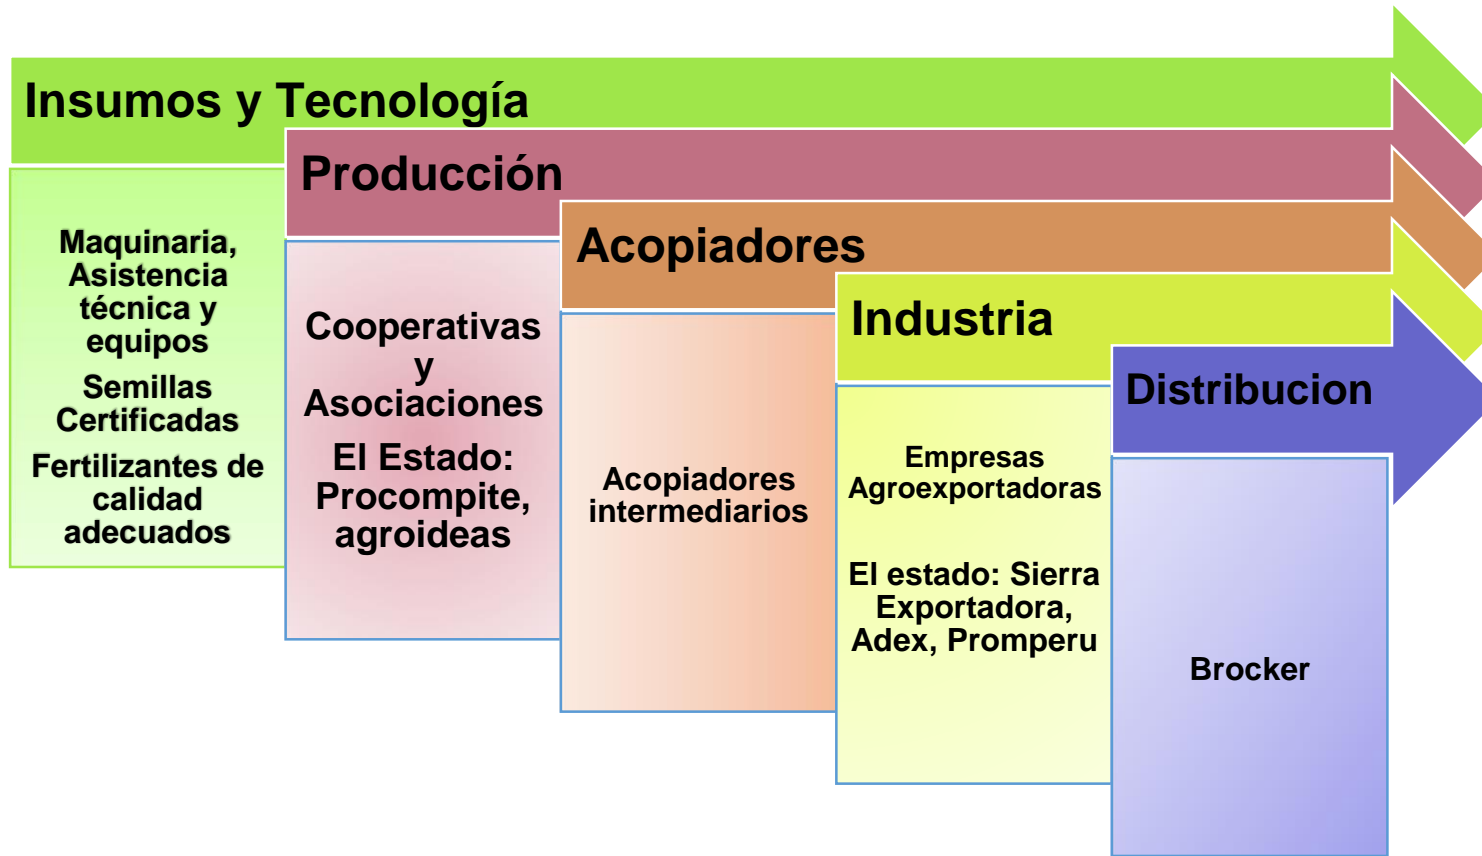 Insumos y Tecnología
Maquinaria,
Asistencia
técnica y
equipos
Semillas
Certificadas
Fertilizantes de
calidad
adecuados
Producción
Cooperativas
y
Asociaciones
El Estado:
Procompite,
agroideas
Acopiadores
Acopiadores
intermediarios
Industria
Empresas
Agroexportadoras
El estado: Sierra
Exportadora,
Adex, Promperu
Distribucion
Brocker